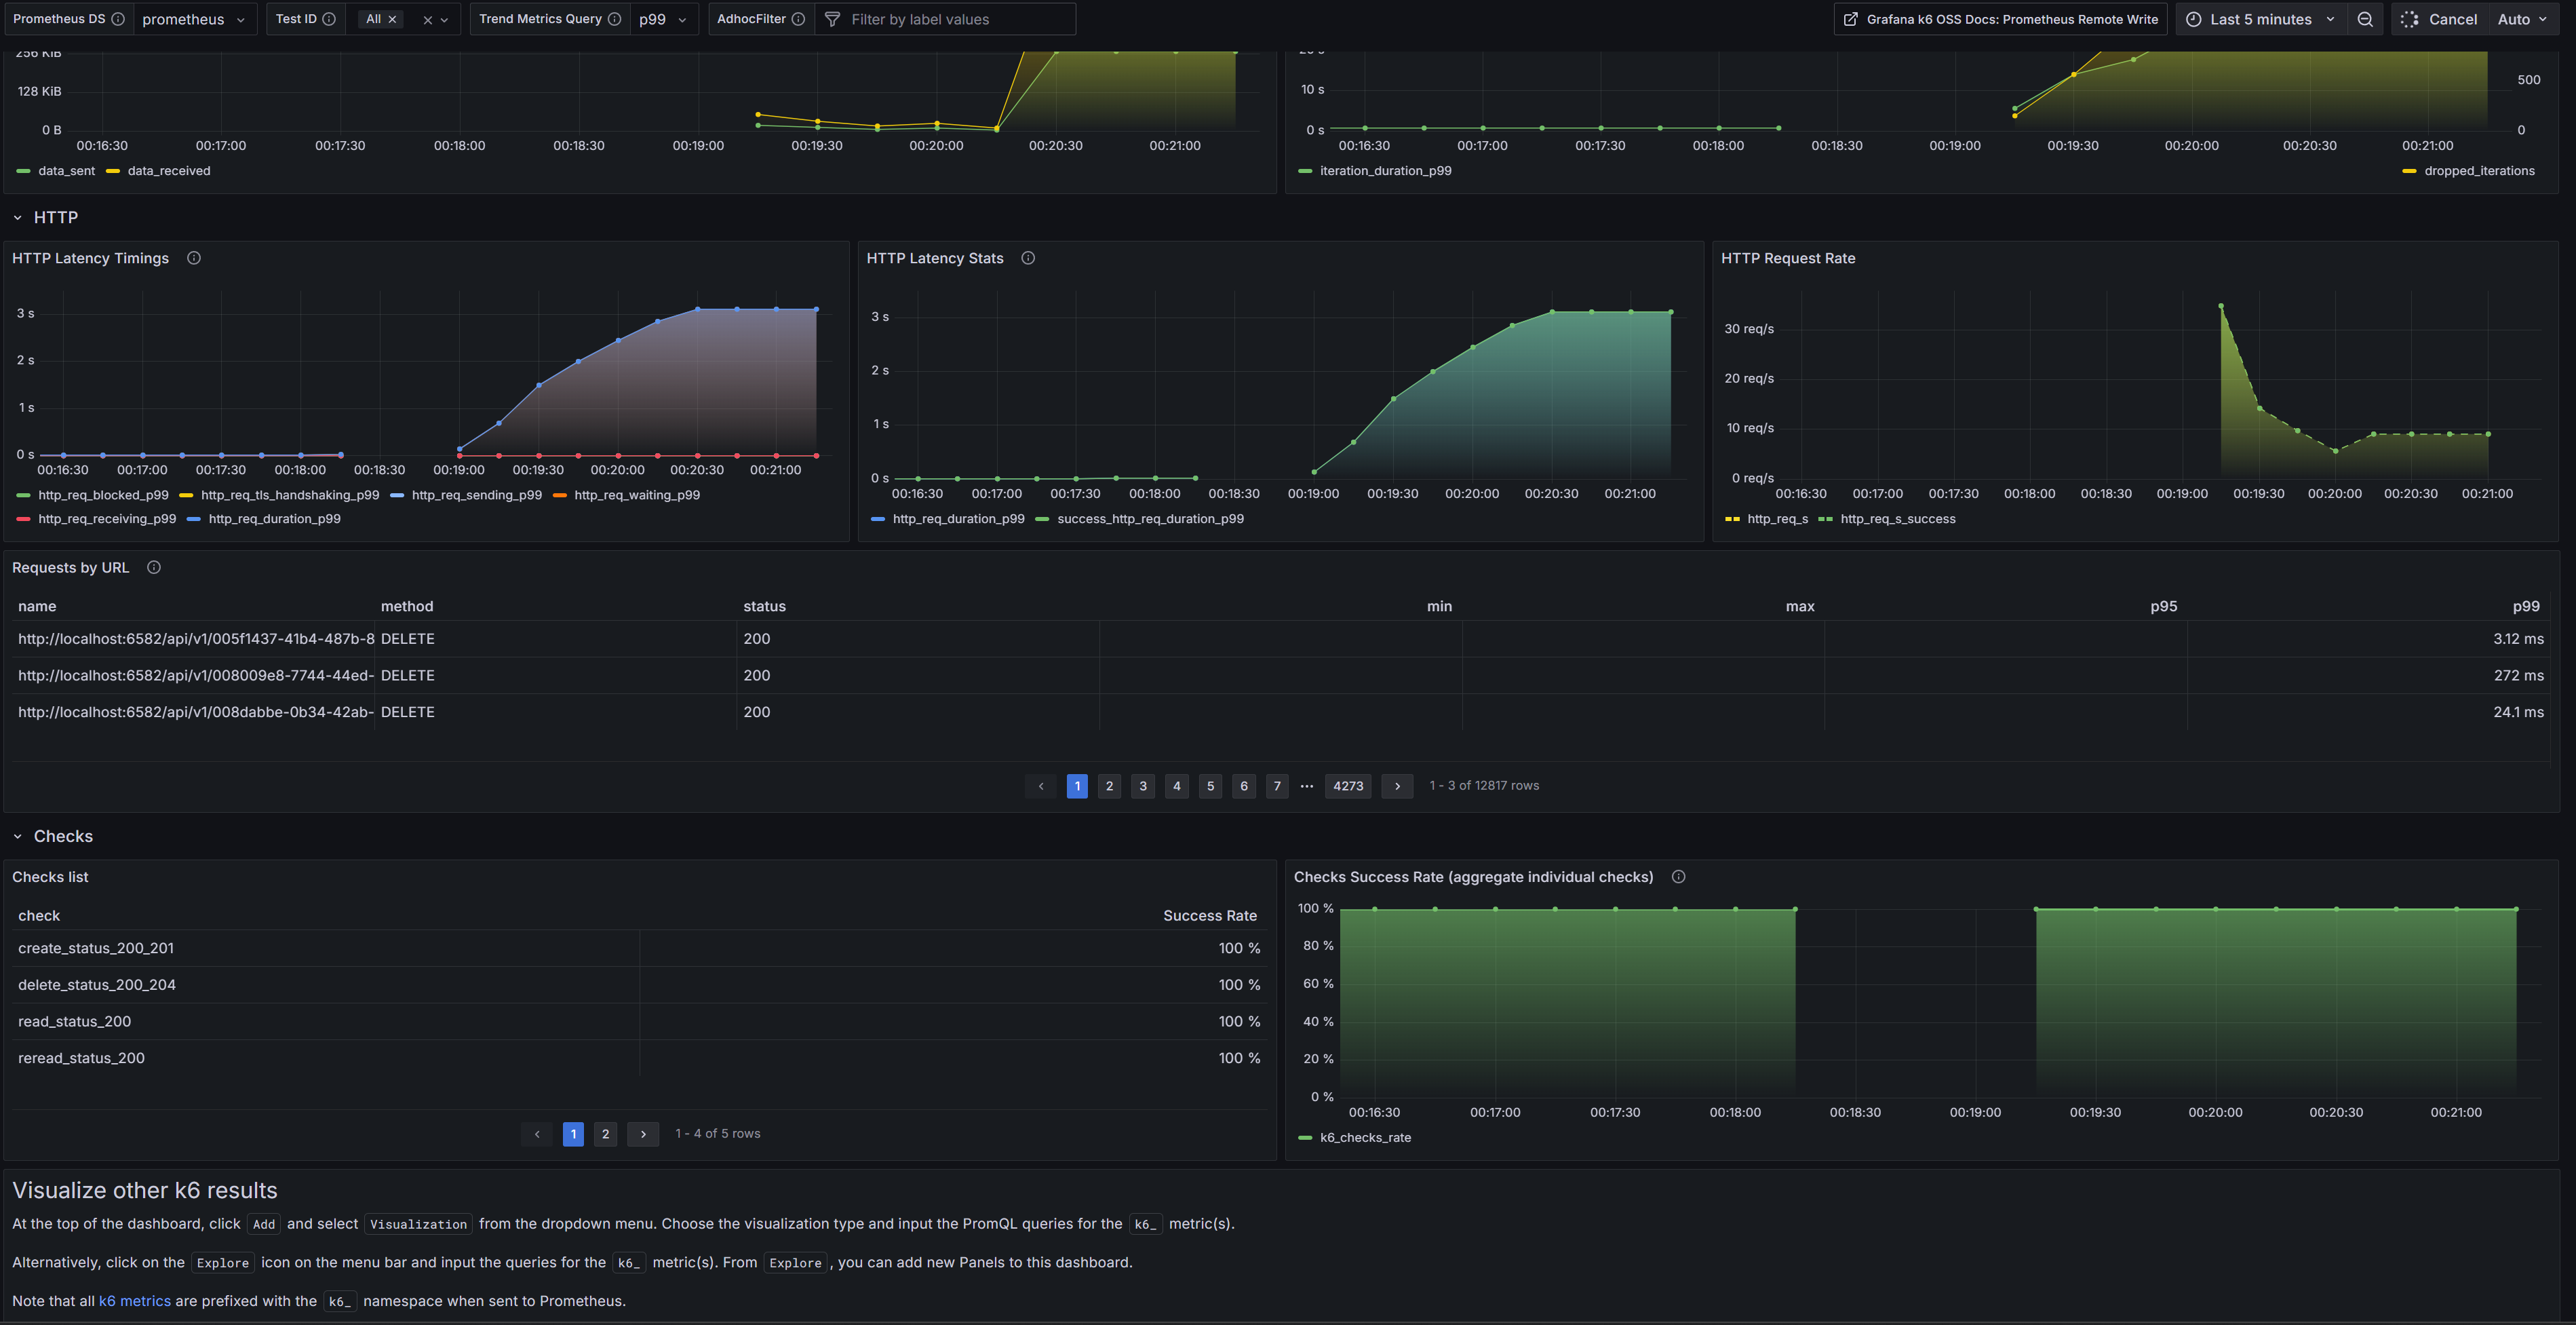 Prometheus DS prometheus Test ID All Trend Metrics Query p99 AdhocFilter Filter by label values Grafana k6 OSS Docs: Prometheus Remote Write Last 5 minutes Cancel Auto
256 KiB
128 KiB
0 B
00:16:30 00:17:00 00:17:30 00:18:00 00:18:30 00:19:00 00:19:30 00:20:00 00:20:30 00:21:00
data_sent data_received
10 s
0 s
500
0
00:16:30 00:17:00 00:17:30 00:18:00 00:18:30 00:19:00 00:19:30 00:20:00 00:20:30 00:21:00
iteration_duration_p99 dropped_iterations
HTTP
HTTP Latency Timings
3 s
2 s
1 s
0 s
00:16:30 00:17:00 00:17:30 00:18:00 00:18:30 00:19:00 00:19:30 00:20:00 00:20:30 00:21:00
http_req_blocked_p99 http_req_tls_handshaking_p99 http_req_sending_p99 http_req_waiting_p99
http_req_receiving_p99 http_req_duration_p99
HTTP Latency Stats
3 s
2 s
1 s
0 s
00:16:30 00:17:00 00:17:30 00:18:00 00:18:30 00:19:00 00:19:30 00:20:00 00:20:30 00:21:00
http_req_duration_p99 success_http_req_duration_p99
HTTP Request Rate
30 req/s
20 req/s
10 req/s
0 req/s
00:16:30 00:17:00 00:17:30 00:18:00 00:18:30 00:19:00 00:19:30 00:20:00 00:20:30 00:21:00
http_req_s http_req_s_success
Requests by URL
name method status min max p95 p99
http://localhost:6582/api/v1/005f1437-41b4-487b-8 DELETE 200 3.12 ms
http://localhost:6582/api/v1/008009e8-7744-44ed- DELETE 200 272 ms
http://localhost:6582/api/v1/008dabbe-0b34-42ab- DELETE 200 24.1 ms
1 2 3 4 5 6 7 ... 4273 1 - 3 of 12817 rows
Checks
Checks list
check Success Rate
create_status_200_201 100 %
delete_status_200_204 100 %
read_status_200 100 %
reread_status_200 100 %
1 2 1 - 4 of 5 rows
Checks Success Rate (aggregate individual checks)
100 %
80 %
60 %
40 %
20 %
0 %
00:16:30 00:17:00 00:17:30 00:18:00 00:18:30 00:19:00 00:19:30 00:20:00 00:20:30 00:21:00
k6_checks_rate
Visualize other k6 results
At the top of the dashboard, click Add and select Visualization from the dropdown menu. Choose the visualization type and input the PromQL queries for the k6_ metric(s).
Alternatively, click on the Explore icon on the menu bar and input the queries for the k6_ metric(s). From Explore , you can add new Panels to this dashboard.
Note that all k6 metrics are prefixed with the k6_ namespace when sent to Prometheus.